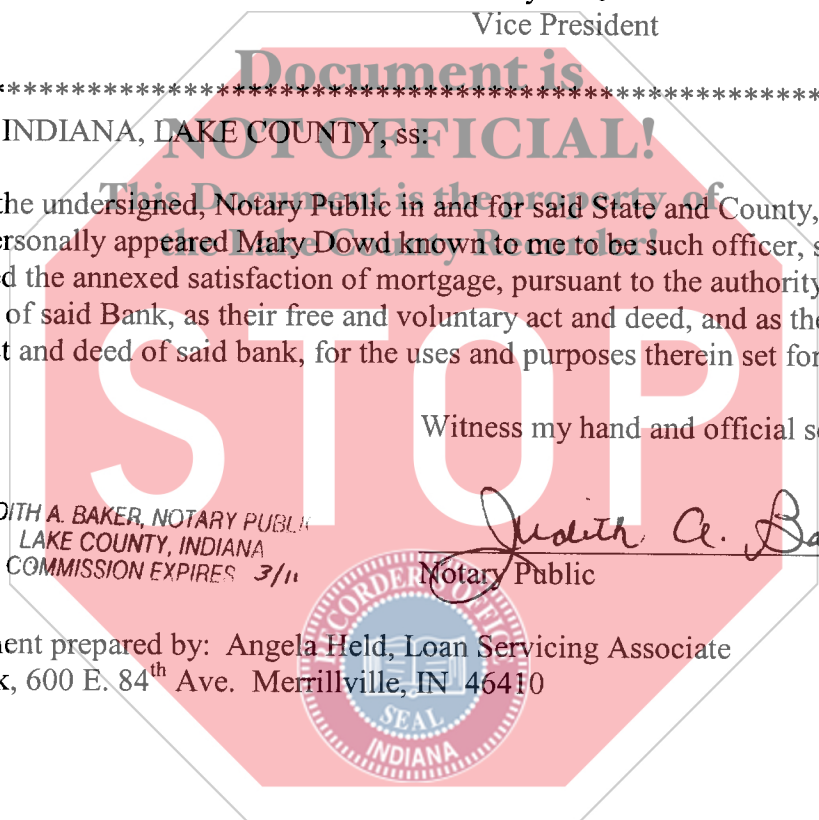 Vice President
Document is
*****************************************************************
INDIANA, LAKE COUNTY, ss:
NOT OFFICIAL!
This Document is the property of
the undersigned, Notary Public in and for said State and County,
the Lake County Recorder!
ersonally appeared Mary Dowd known to me to be such officer, s
d the annexed satisfaction of mortgage, pursuant to the authority
of said Bank, as their free and voluntary act and deed, and as the
t and deed of said bank, for the uses and purposes therein set for
STOP
Witness my hand and official se
DITH A. BAKER, NOTARY PUBLI
LAKE COUNTY, INDIANA
COMMISSION EXPIRES 3/11
Judith A. Ba
Notary Public
RECORDER'S OFFICE
SEAL
INDIANA
ent prepared by: Angela Held, Loan Servicing Associate
k, 600 E. 84th Ave. Merrillville, IN 46410